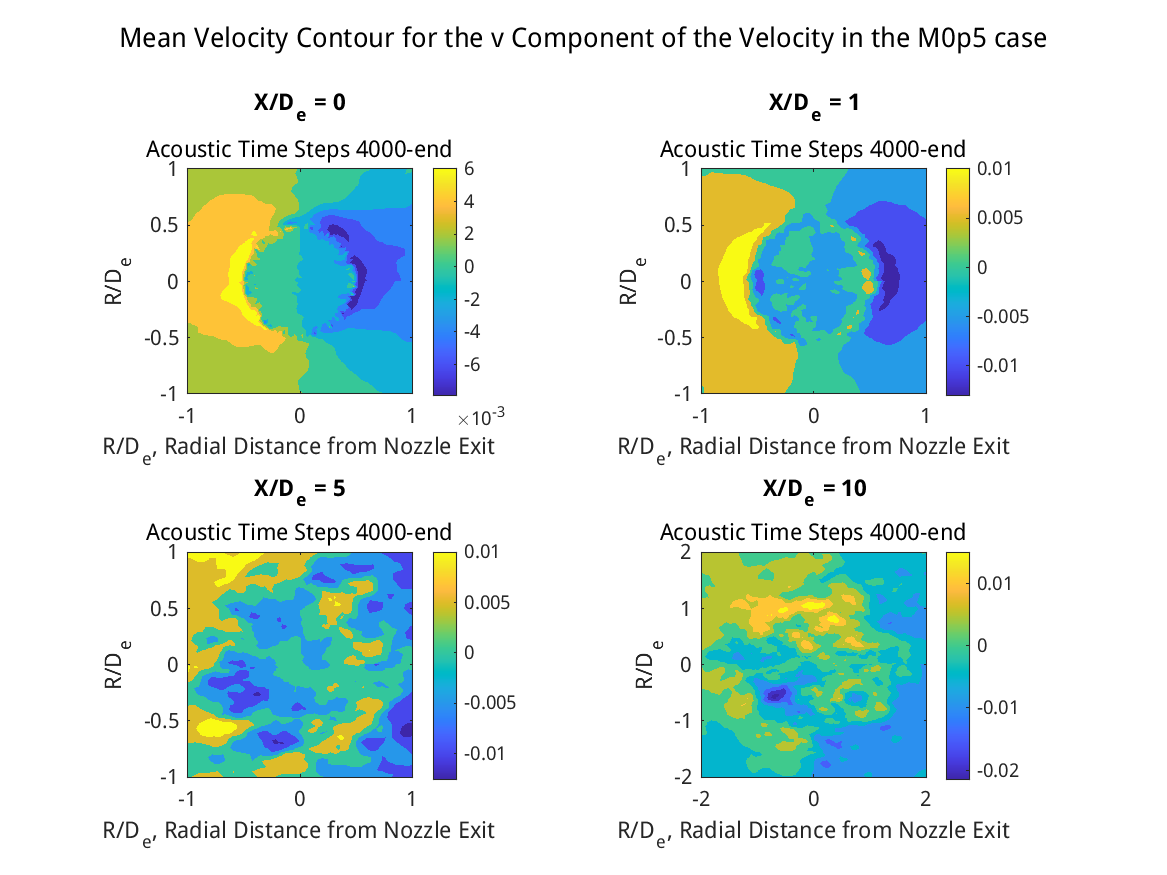 Mean Velocity Contour for the v Component of the Velocity in the M0p5 case
X/De = 0
Acoustic Time Steps 4000-end
1
0.5
0
-0.5
-1
R/De
-1 0 1
R/De, Radial Distance from Nozzle Exit
6
4
2
0
-2
-4
-6
×10-3
X/De = 1
Acoustic Time Steps 4000-end
1
0.5
0
-0.5
-1
R/De
-1 0 1
R/De, Radial Distance from Nozzle Exit
0.01
0.005
0
-0.005
-0.01
X/De = 5
Acoustic Time Steps 4000-end
1
0.5
0
-0.5
-1
R/De
-1 0 1
R/De, Radial Distance from Nozzle Exit
0.01
0.005
0
-0.005
-0.01
X/De = 10
Acoustic Time Steps 4000-end
2
1
0
-1
-2
R/De
-2 0 2
R/De, Radial Distance from Nozzle Exit
0.01
0
-0.01
-0.02